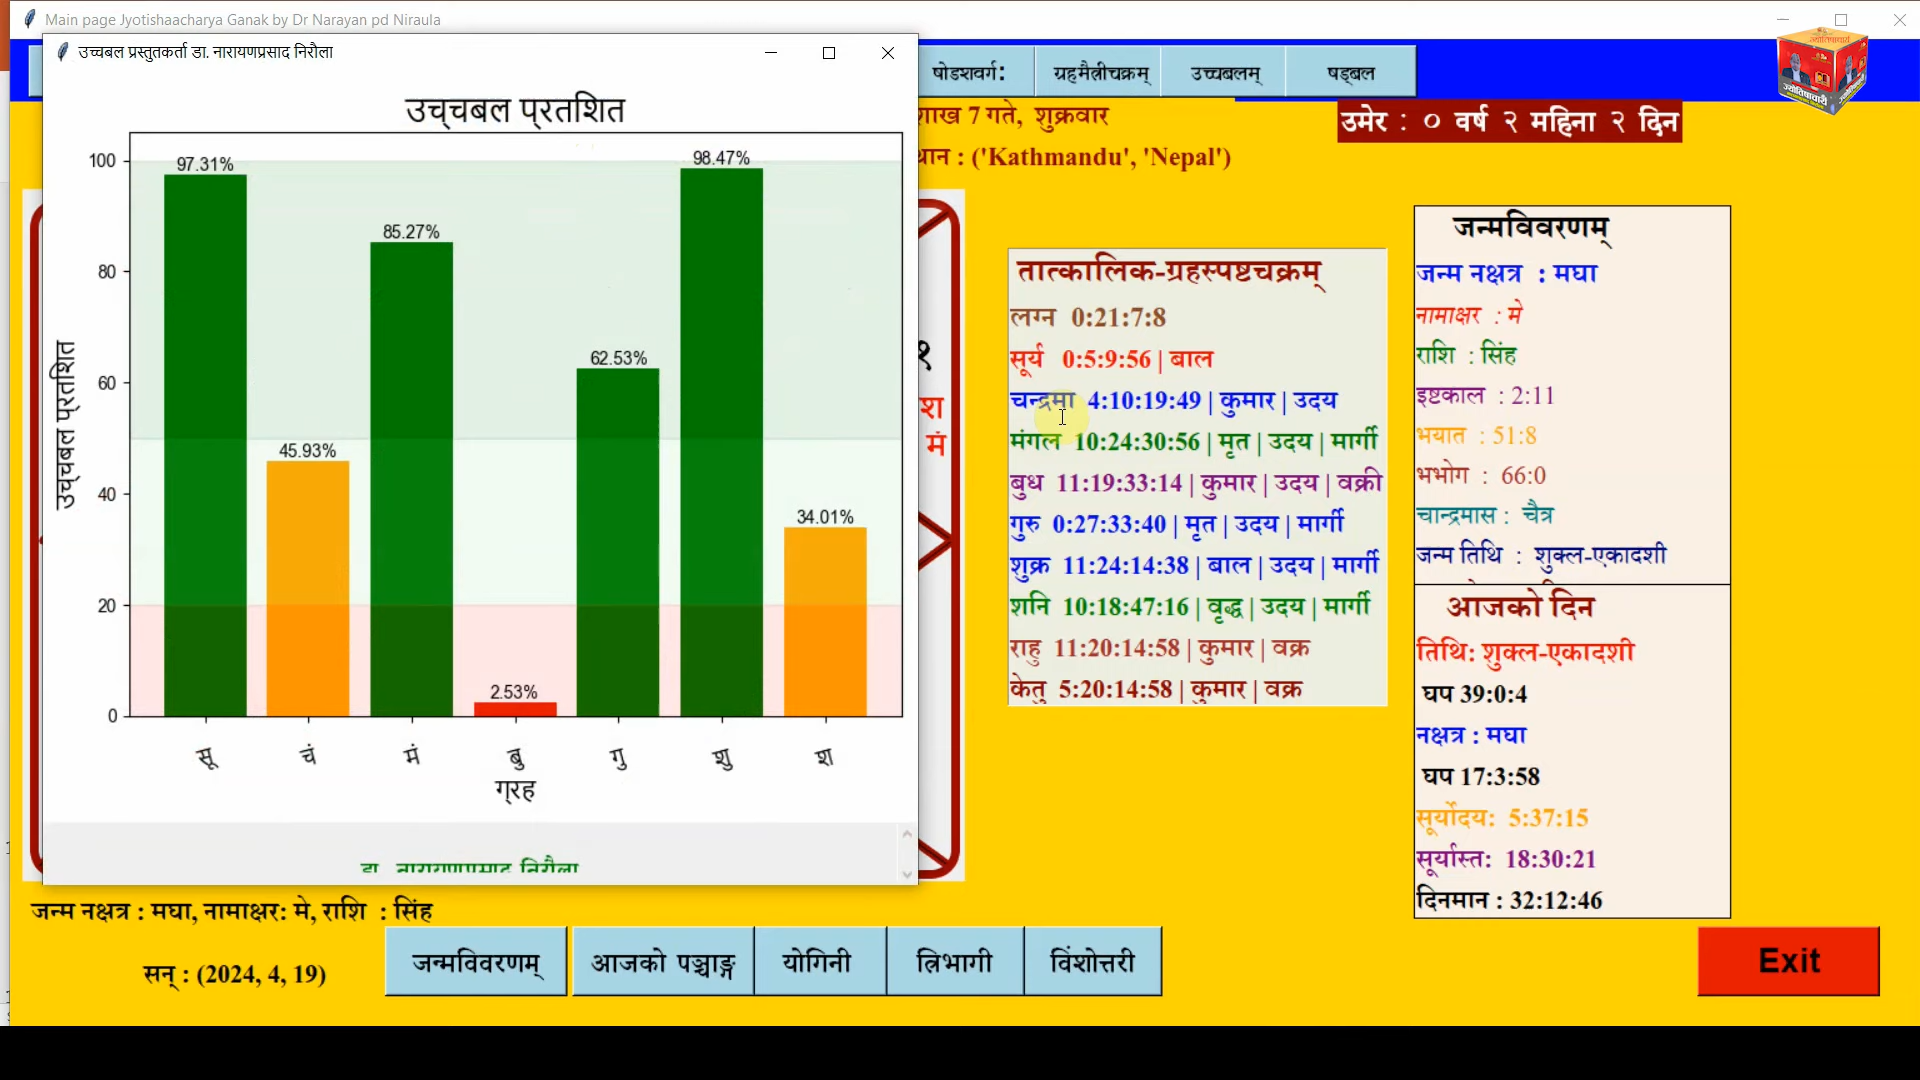 Main page Jyotishaacharya Ganak by Dr Narayan pd Niraula
उच्चबल प्रस्तुतकर्ता डा. नारायणप्रसाद निरौला
षोडशवर्ग: ग्रहमैत्रीचक्रम् उच्चबलम् षड्बल
7 गते, शुक्रवार
: ('Kathmandu', 'Nepal')
उमेर : ० वर्ष २ महिना २ दिन
उच्चबल प्रतिशत
उच्चबल प्रतिशत
100
80
60
40
20
0
97.31%
45.93%
85.27%
2.53%
62.53%
98.47%
34.01%
सू चं मं बु गु शु श
ग्रह
डा. नारायणप्रसाद निरौला
१
श
मं
तात्कालिक-ग्रहस्पष्टचक्रम्
लग्न 0:21:7:8
सूर्य 0:5:9:56 | बाल
चन्द्रमा 4:10:19:49 | कुमार | उदय
मंगल 10:24:30:56 | मृत | उदय | मार्गी
बुध 11:19:33:14 | कुमार | उदय | वक्री
गुरु 0:27:33:40 | मृत | उदय | मार्गी
शुक्र 11:24:14:38 | बाल | उदय | मार्गी
शनि 10:18:47:16 | वृद्ध | उदय | मार्गी
राहु 11:20:14:58 | कुमार | वक्र
केतु 5:20:14:58 | कुमार | वक्र
जन्मविवरणम्
जन्म नक्षत्र : मघा
नामाक्षर : मे
राशि : सिंह
इष्टकाल : 2:11
भयात : 51:8
भभोग : 66:0
चान्द्रमास : चैत्र
जन्म तिथि : शुक्ल-एकादशी
आजको दिन
तिथि: शुक्ल-एकादशी
घप 39:0:4
नक्षत्र : मघा
घप 17:3:58
सूर्योदय: 5:37:15
सूर्यास्त: 18:30:21
दिनमान : 32:12:46
जन्म नक्षत्र : मघा, नामाक्षर: मे, राशि : सिंह
सन् : (2024, 4, 19)
जन्मविवरणम् आजको पञ्चाङ्ग योगिनी त्रिभागी विंशोत्तरी
Exit